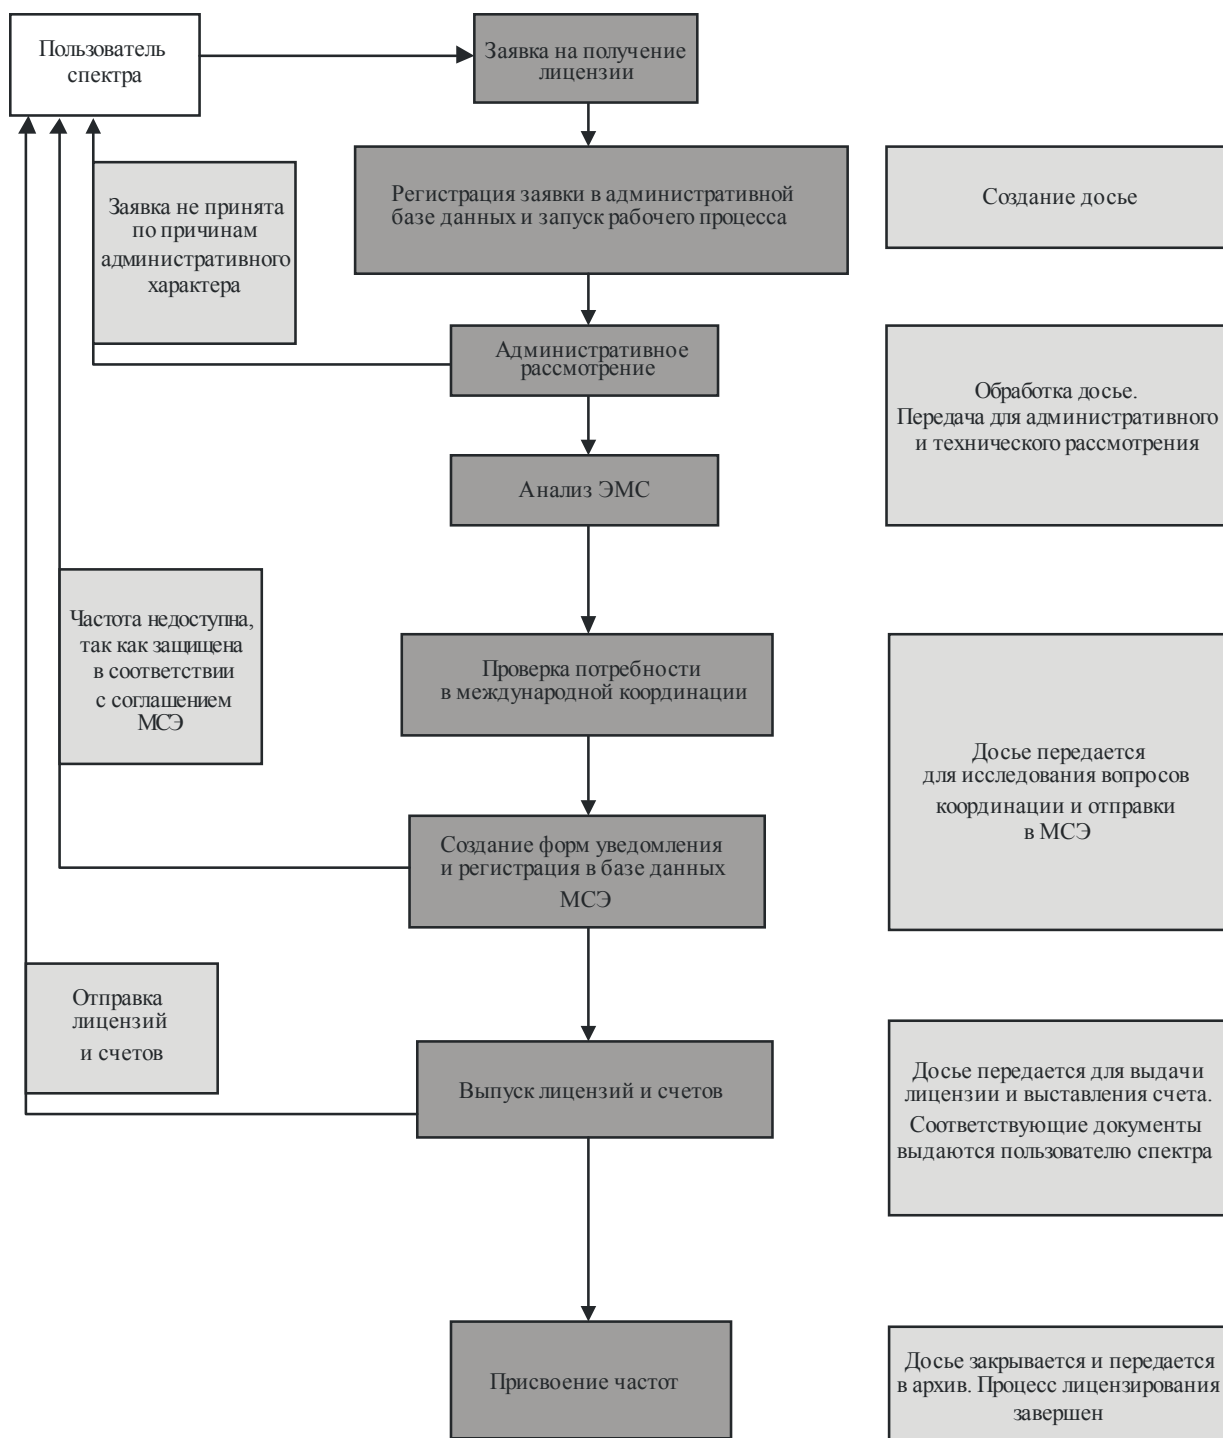 Пользователь
спектра
Заявка на получение
лицензии
Регистрация заявки в административной
базе данных и запуск рабочего процесса
Создание досье
Заявка не принята
по причинам
административного
характера
Административное
рассмотрение
Обработка досье.
Передача для административного
и технического рассмотрения
Анализ ЭМС
Частота недоступна,
так как защищена
в соответствии
с соглашением
МСЭ
Проверка потребности
в международной координации
Досье передается
для исследования вопросов
координации и отправки
в МСЭ
Создание форм уведомления
и регистрация в базе данных
МСЭ
Отправка
лицензий
и счетов
Выпуск лицензий и счетов
Досье передается для выдачи
лицензии и выставления счета.
Соответствующие документы
выдаются пользователю спектра
Присвоение частот
Досье закрывается и передается
в архив. Процесс лицензирования
завершен